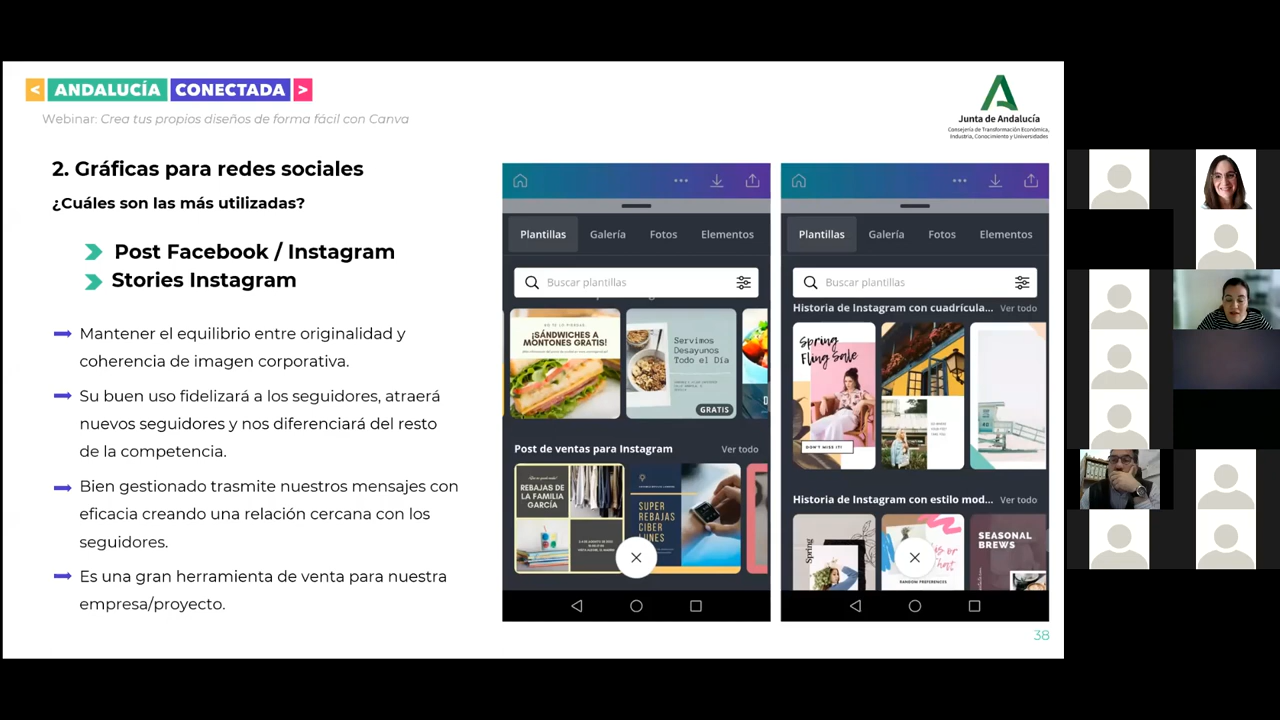 < ANDALUCÍA CONECTADA >
Webinar: Crea tus propios diseños de forma fácil con Canva
Junta de Andalucía
Consejería de Transformación Económica,
Industria, Conocimiento y Universidades
2. Gráficas para redes sociales
¿Cuáles son las más utilizadas?
Post Facebook / Instagram
Stories Instagram
Mantener el equilibrio entre originalidad y
coherencia de imagen corporativa.
Su buen uso fidelizará a los seguidores, atraerá
nuevos seguidores y nos diferenciará del resto
de la competencia.
Bien gestionado trasmite nuestros mensajes con
eficacia creando una relación cercana con los
seguidores.
Es una gran herramienta de venta para nuestra
empresa/proyecto.
Plantillas Galería Fotos Elementos
Buscar plantillas
¡SÁNDWICHES A
MONTONES GRATIS!
Servimos
Desayunos
Todo el Día
GRATIS
Post de ventas para Instagram Ver todo
REBAJAS DE
LA FAMILIA
GARCÍA
SUPER
REBAJAS
CIBER
LUNES
Plantillas Galería Fotos Elementos
Buscar plantillas
Historia de Instagram con cuadrícula... Ver todo
Spring
Fling Sale
DON'T MISS IT!
40
Historia de Instagram con estilo mod... Ver todo
Spring
RANDOM PREFERENCES
SEASONAL
BREWS
38